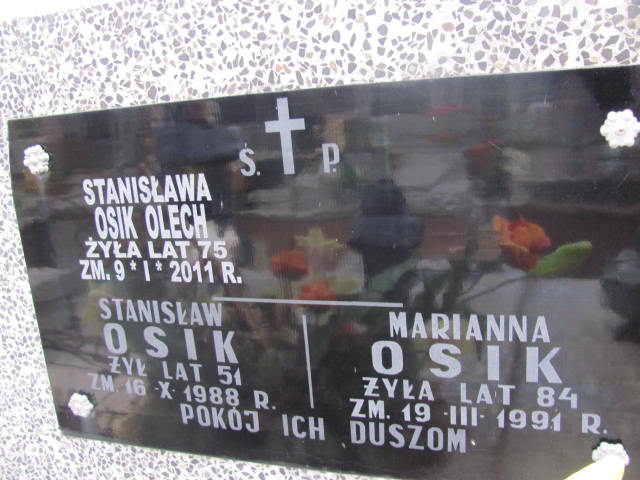 Ś. P.
STANISŁAWA
OSIK OLECH
ŻYŁA LAT 75
ZM. 9 * I * 2011 R.
STANISŁAW
OSIK
ŻYŁ LAT 51
ZM. 16 · X · 1988 R.
MARIANNA
OSIK
ŻYŁA LAT 84
ZM. 19 · III · 1991 R.
POKÓJ ICH DUSZOM